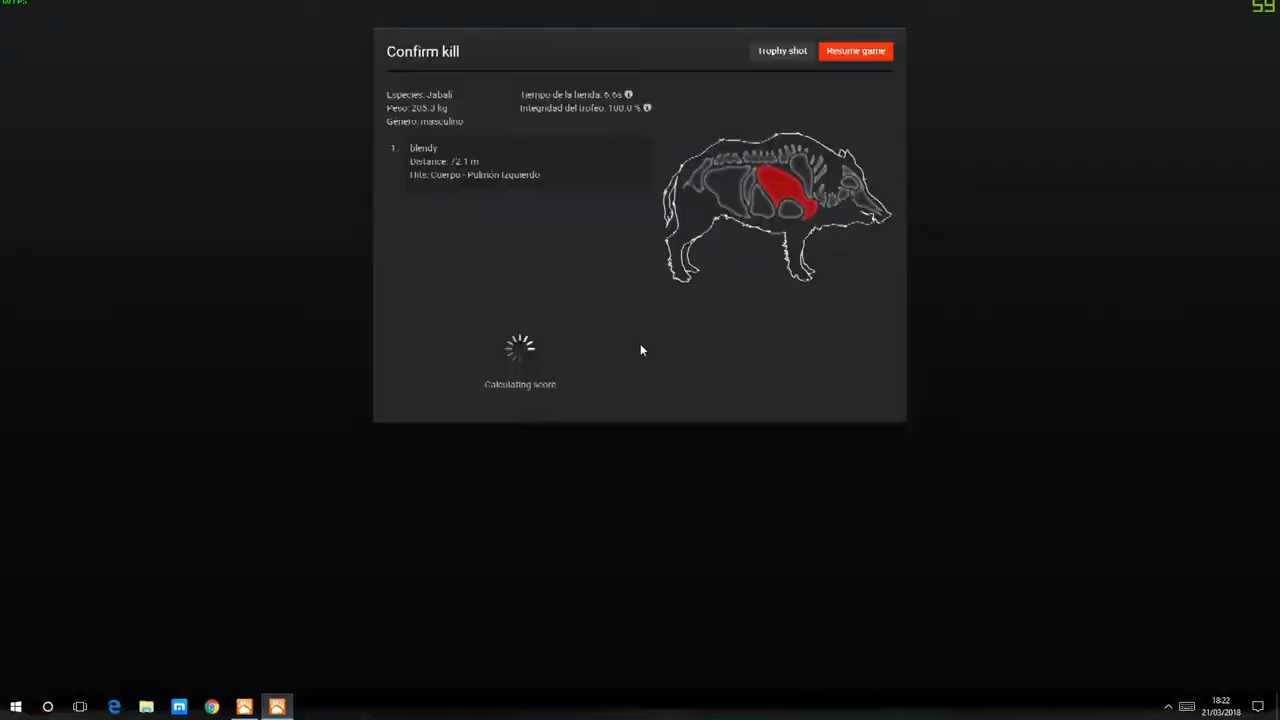 60 FPS
59
Confirm kill
Trophy shot
Resume game
Especies: Jabalí
Tiempo de la herida: 6.6s
Peso: 205.3 kg
Integridad del trofeo: 100.0 %
Género: masculino
1. blendy
Distance: 72.1 m
Hits: Cuerpo - Pulmón Izquierdo
Calculating score
18:22
21/03/2018